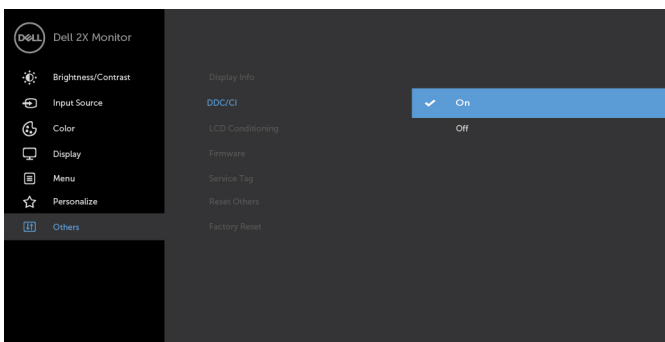 DELL Dell 2X Monitor
Brightness/Contrast
Input Source
Color
Display
Menu
Personalize
Others
Display Info
DDC/CI
LCD Conditioning
Firmware
Service Tag
Reset Others
Factory Reset
On
Off